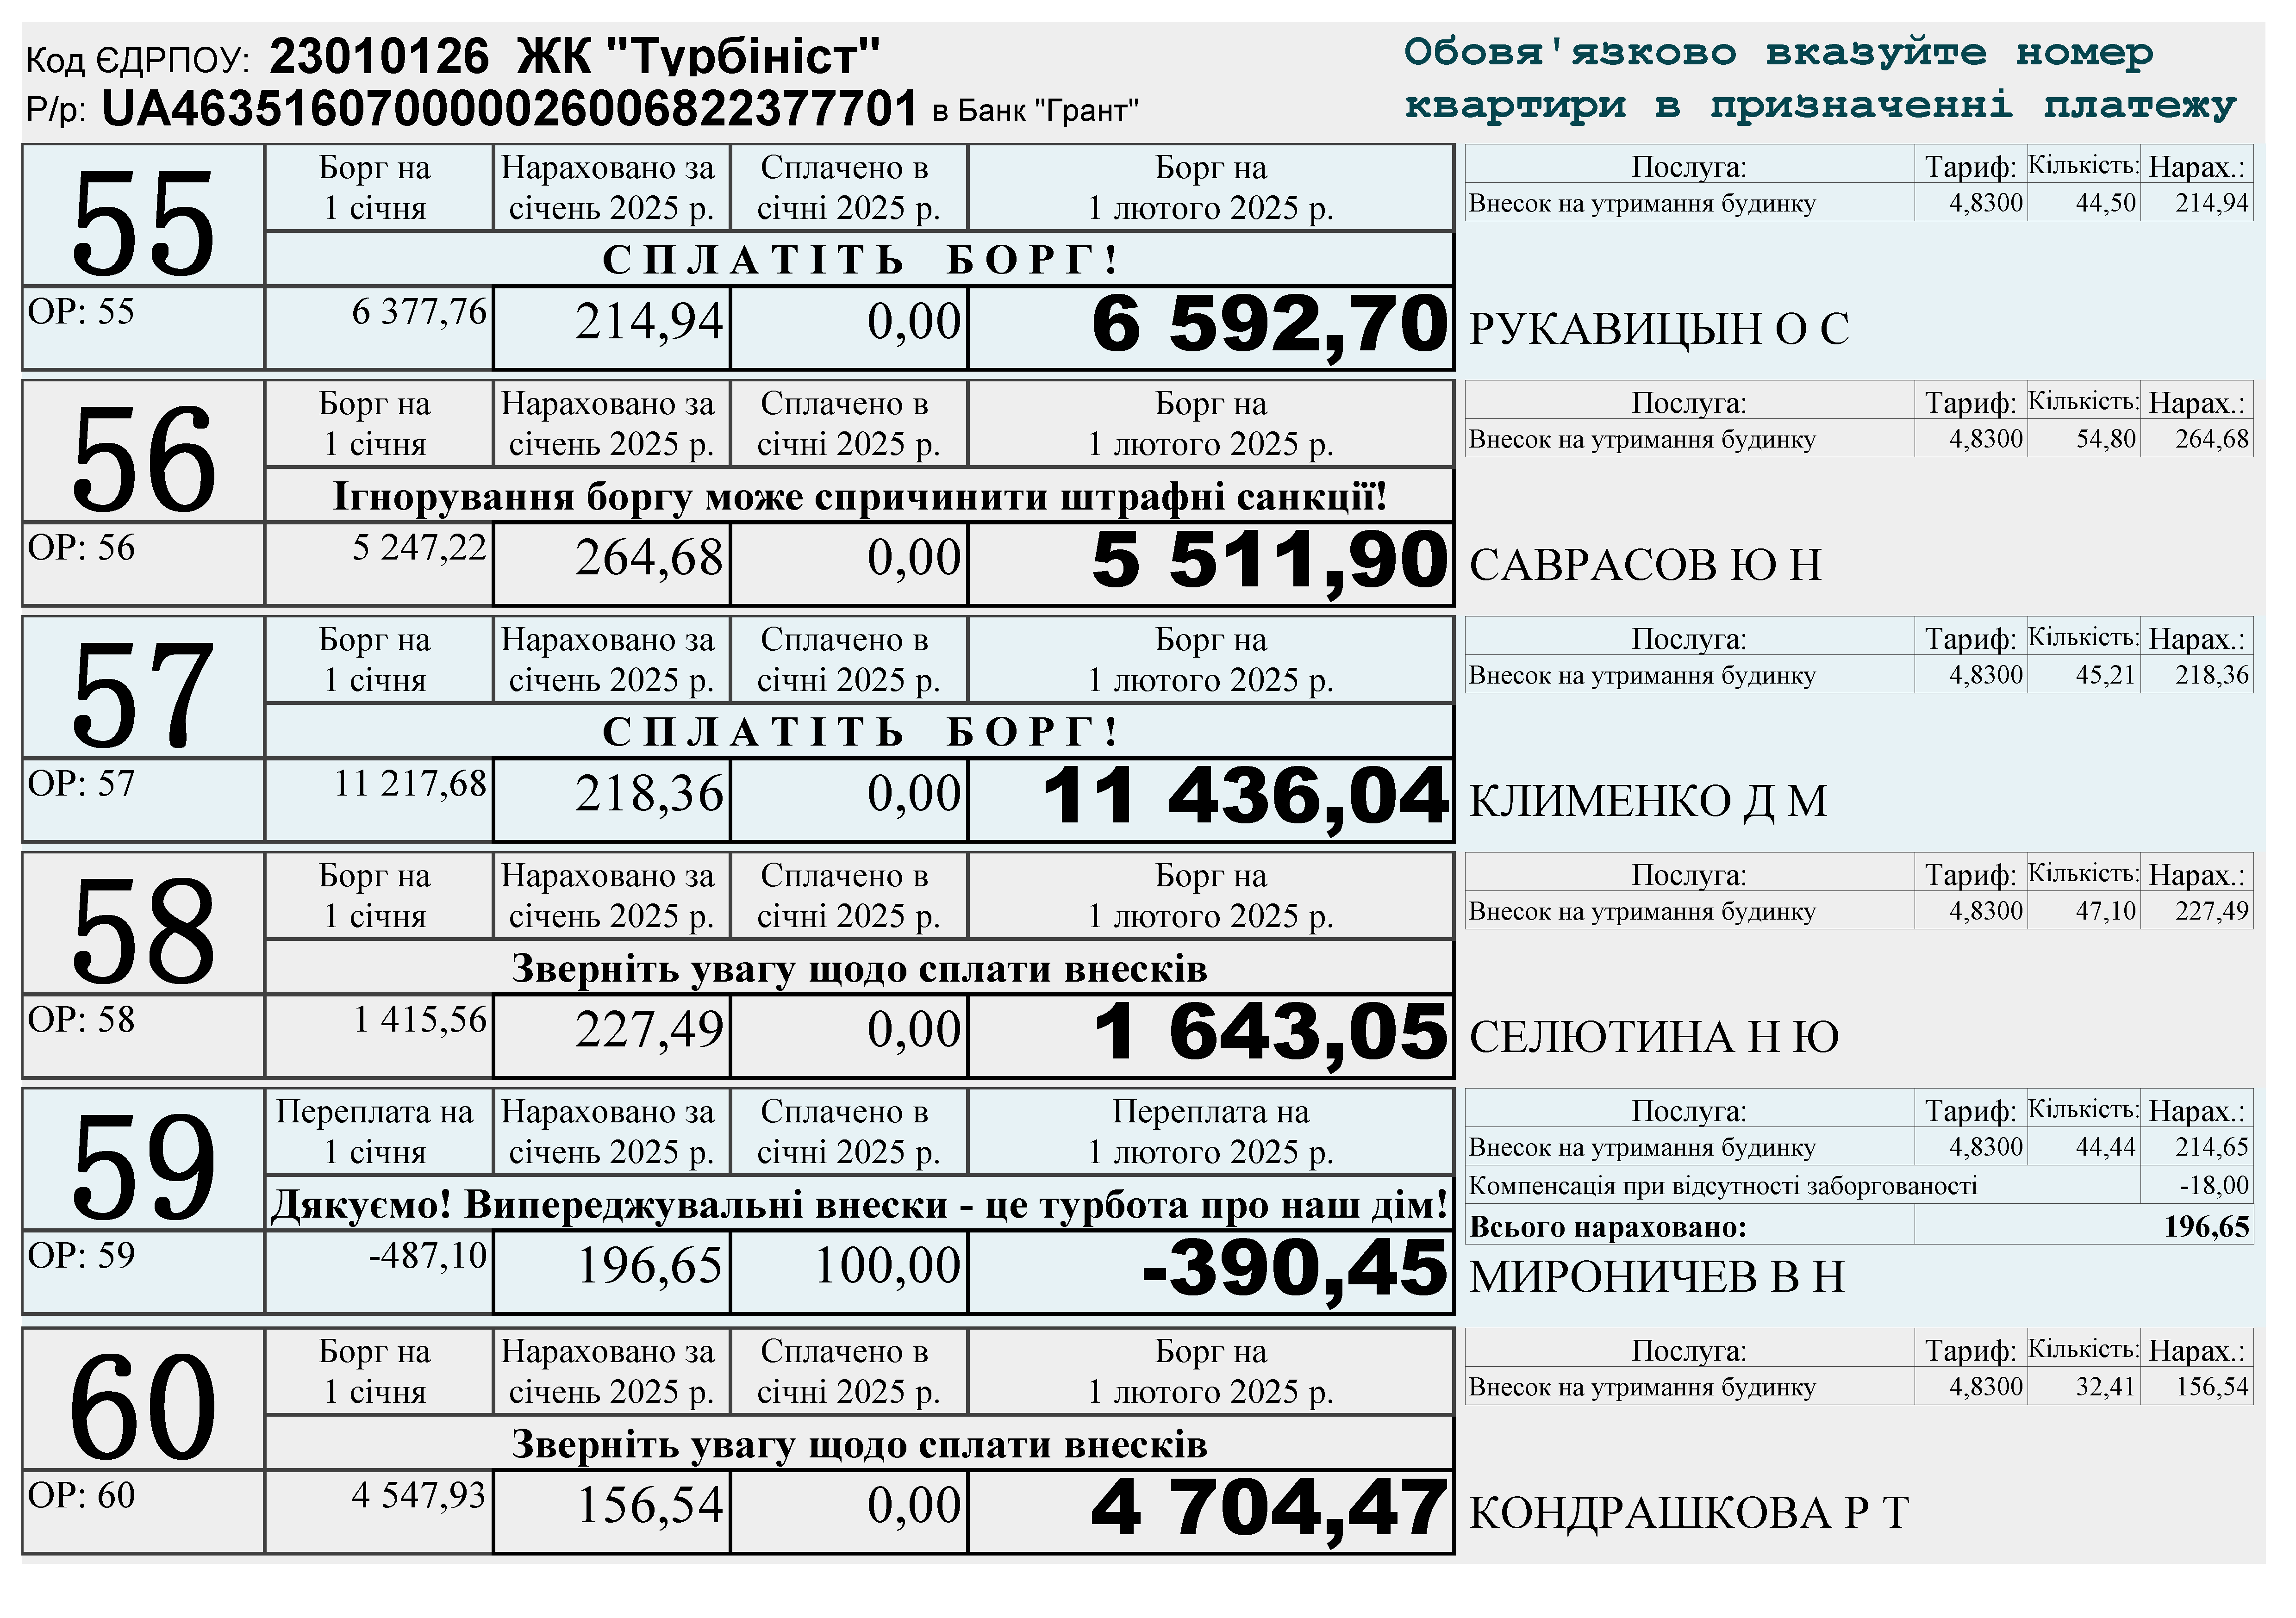 Код ЄДРПОУ: 23010126 ЖК "Турбініст"
Р/р: UA463516070000026006822377701 в Банк "Грант"
Обовя'язково вказуйте номер
квартири в призначенні платежу
55
Борг на
1 січня
Нараховано за
січень 2025 р.
Сплачено в
січні 2025 р.
Борг на
1 лютого 2025 р.
СПЛАТІТЬ БОРГ!
ОР: 55
6 377,76
214,94
0,00
6 592,70
Послуга: Тариф: Кількість: Нарах.:
Внесок на утримання будинку 4,8300 44,50 214,94
РУКАВИЦЫН О С
56
Борг на
1 січня
Нараховано за
січень 2025 р.
Сплачено в
січні 2025 р.
Борг на
1 лютого 2025 р.
Ігнорування боргу може спричинити штрафні санкції!
ОР: 56
5 247,22
264,68
0,00
5 511,90
Послуга: Тариф: Кількість: Нарах.:
Внесок на утримання будинку 4,8300 54,80 264,68
САВРАСОВ Ю Н
57
Борг на
1 січня
Нараховано за
січень 2025 р.
Сплачено в
січні 2025 р.
Борг на
1 лютого 2025 р.
СПЛАТІТЬ БОРГ!
ОР: 57
11 217,68
218,36
0,00
11 436,04
Послуга: Тариф: Кількість: Нарах.:
Внесок на утримання будинку 4,8300 45,21 218,36
КЛИМЕНКО Д М
58
Борг на
1 січня
Нараховано за
січень 2025 р.
Сплачено в
січні 2025 р.
Борг на
1 лютого 2025 р.
Зверніть увагу щодо сплати внесків
ОР: 58
1 415,56
227,49
0,00
1 643,05
Послуга: Тариф: Кількість: Нарах.:
Внесок на утримання будинку 4,8300 47,10 227,49
СЕЛЮТИНА Н Ю
59
Переплата на
1 січня
Нараховано за
січень 2025 р.
Сплачено в
січні 2025 р.
Переплата на
1 лютого 2025 р.
Дякуємо! Випереджувальні внески - це турбота про наш дім!
ОР: 59
-487,10
196,65
100,00
-390,45
Послуга: Тариф: Кількість: Нарах.:
Внесок на утримання будинку 4,8300 44,44 214,65
Компенсація при відсутності заборгованості -18,00
Всього нараховано: 196,65
МИРОНИЧЕВ В Н
60
Борг на
1 січня
Нараховано за
січень 2025 р.
Сплачено в
січні 2025 р.
Борг на
1 лютого 2025 р.
Зверніть увагу щодо сплати внесків
ОР: 60
4 547,93
156,54
0,00
4 704,47
Послуга: Тариф: Кількість: Нарах.:
Внесок на утримання будинку 4,8300 32,41 156,54
КОНДРАШКОВА Р Т